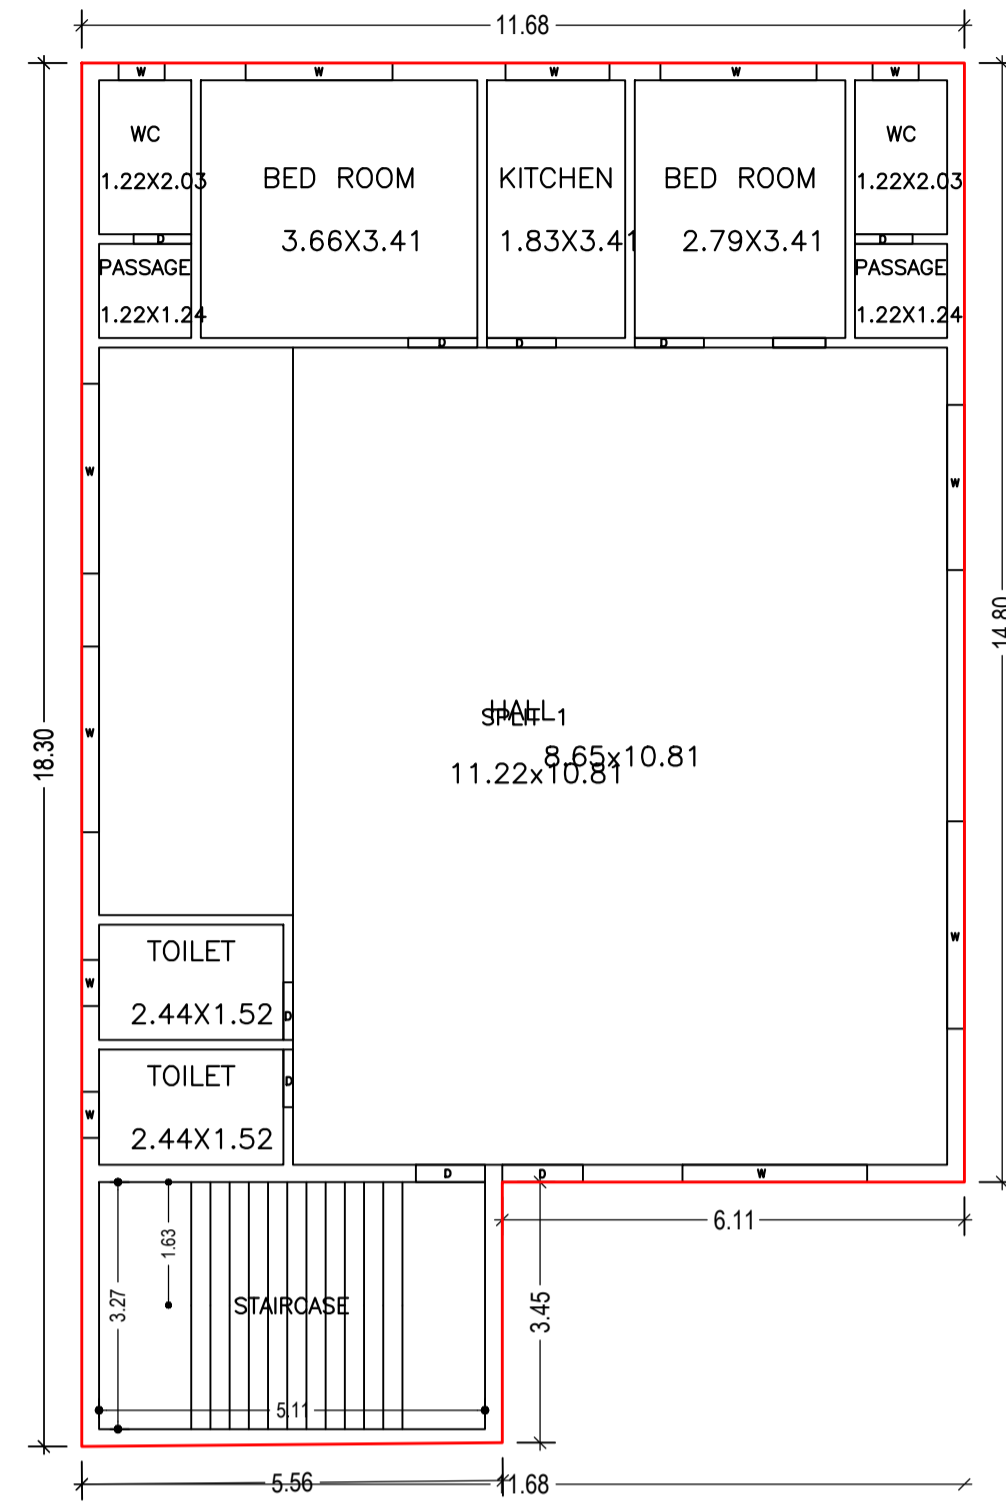 11.68
W
W
W
W
W
WC
1.22X2.03
BED ROOM
3.66X3.41
KITCHEN
1.83X3.41
BED ROOM
2.79X3.41
WC
1.22X2.03
D
D
PASSAGE
1.22X1.24
PASSAGE
1.22X1.24
D
D
D
W
W
14.80
HALL
SPLIT 1
8.65x10.81
11.22x10.81
W
18.30
W
TOILET
2.44X1.52
W
D
TOILET
2.44X1.52
W
D
D
D
W
6.11
1.63
3.27
STAIRCASE
3.45
5.11
5.56
11.68